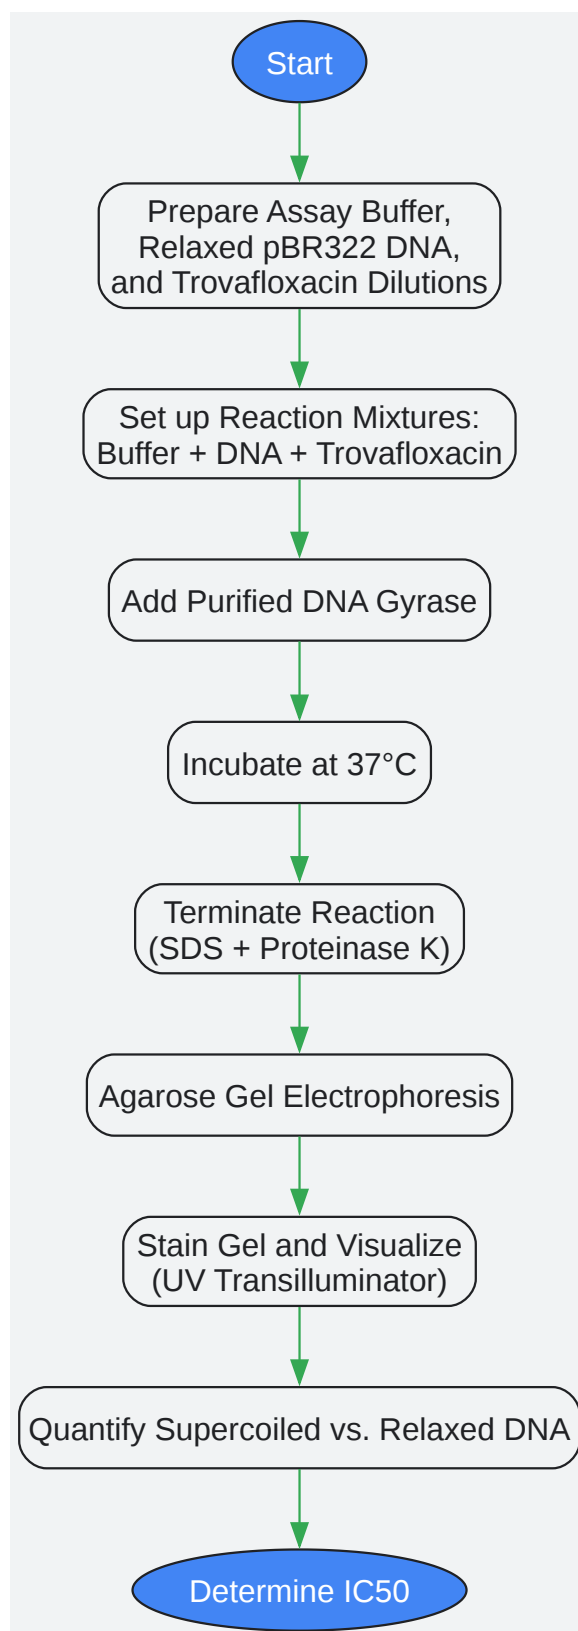 Start
Prepare Assay Buffer,
Relaxed pBR322 DNA,
and Trovafloxacin Dilutions
Set up Reaction Mixtures:
Buffer + DNA + Trovafloxacin
Add Purified DNA Gyrase
Incubate at 37°C
Terminate Reaction
(SDS + Proteinase K)
Agarose Gel Electrophoresis
Stain Gel and Visualize
(UV Transilluminator)
Quantify Supercoiled vs. Relaxed DNA
Determine IC50